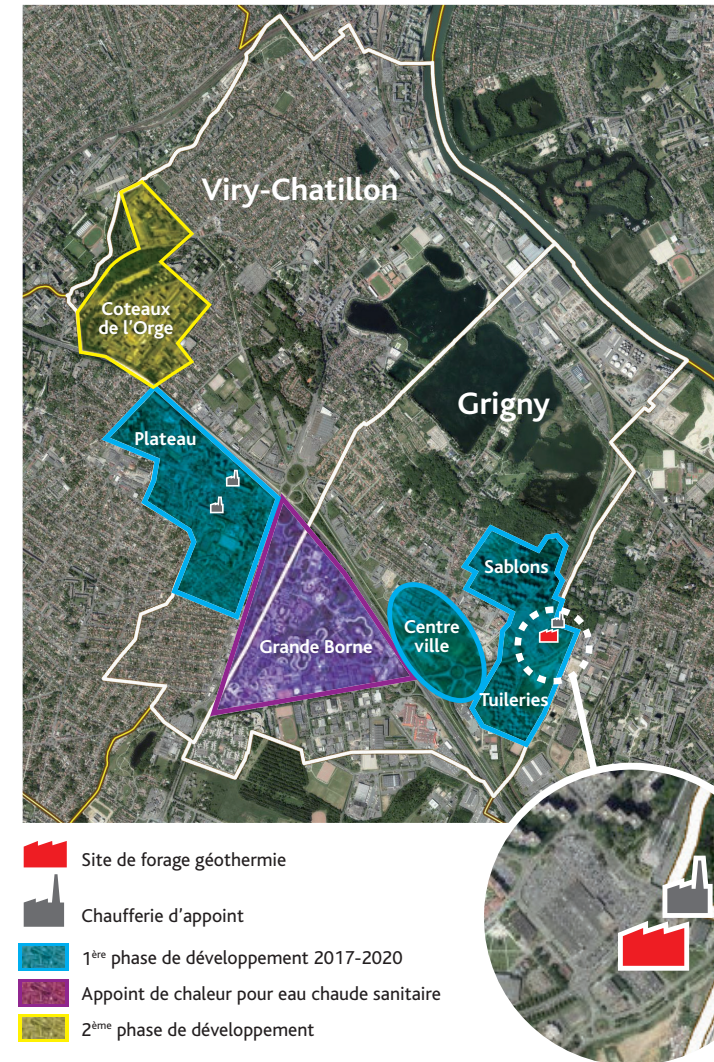 Viry-Chatillon
Coteaux
de l'Orge
Grigny
Plateau
Sablons
Centre
ville
Grande Borne
Tuileries
Site de forage géothermie
Chaufferie d'appoint
1ère phase de développement 2017-2020
Appoint de chaleur pour eau chaude sanitaire
2ème phase de développement